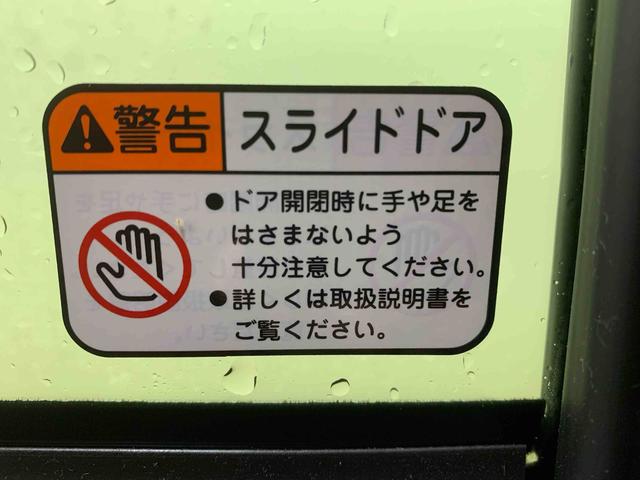 警告 スライドドア
●ドア開閉時に手や足を
はさまないよう
十分注意してください。
●詳しくは取扱説明書を
ご覧ください。